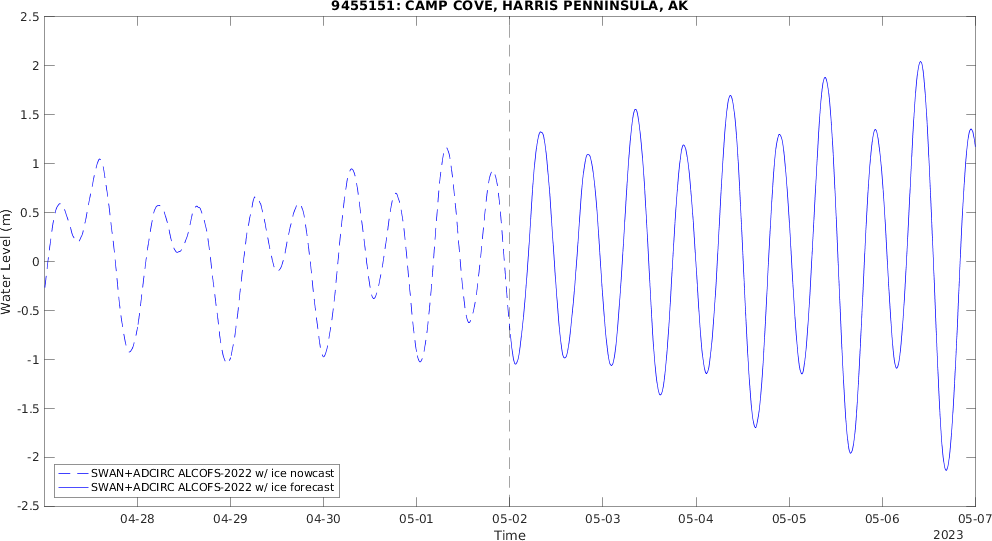 9455151: CAMP COVE, HARRIS PENNINSULA, AK
2.5
2
1.5
1
0.5
0
-0.5
-1
-1.5
-2
-2.5
Water Level (m)
SWAN+ADCIRC ALCOFS-2022 w/ ice nowcast
SWAN+ADCIRC ALCOFS-2022 w/ ice forecast
04-28 04-29 04-30 05-01 05-02 05-03 05-04 05-05 05-06 05-07
Time
2023